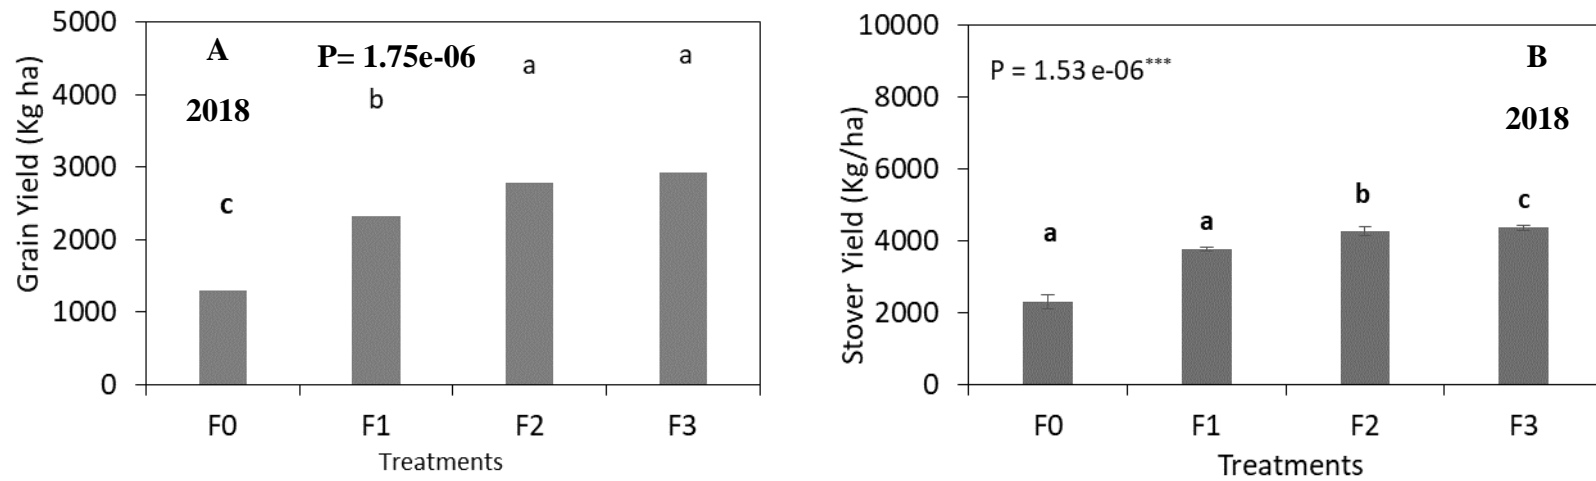 Grain Yield (Kg ha)
5000
4000
3000
2000
1000
0
A
2018
P= 1.75e-06
c
b
a
a
F0 F1 F2 F3
Treatments
Stover Yield (Kg/ha)
10000
8000
6000
4000
2000
0
P = 1.53 e-06***
B
2018
a
a
b
c
F0 F1 F2 F3
Treatments